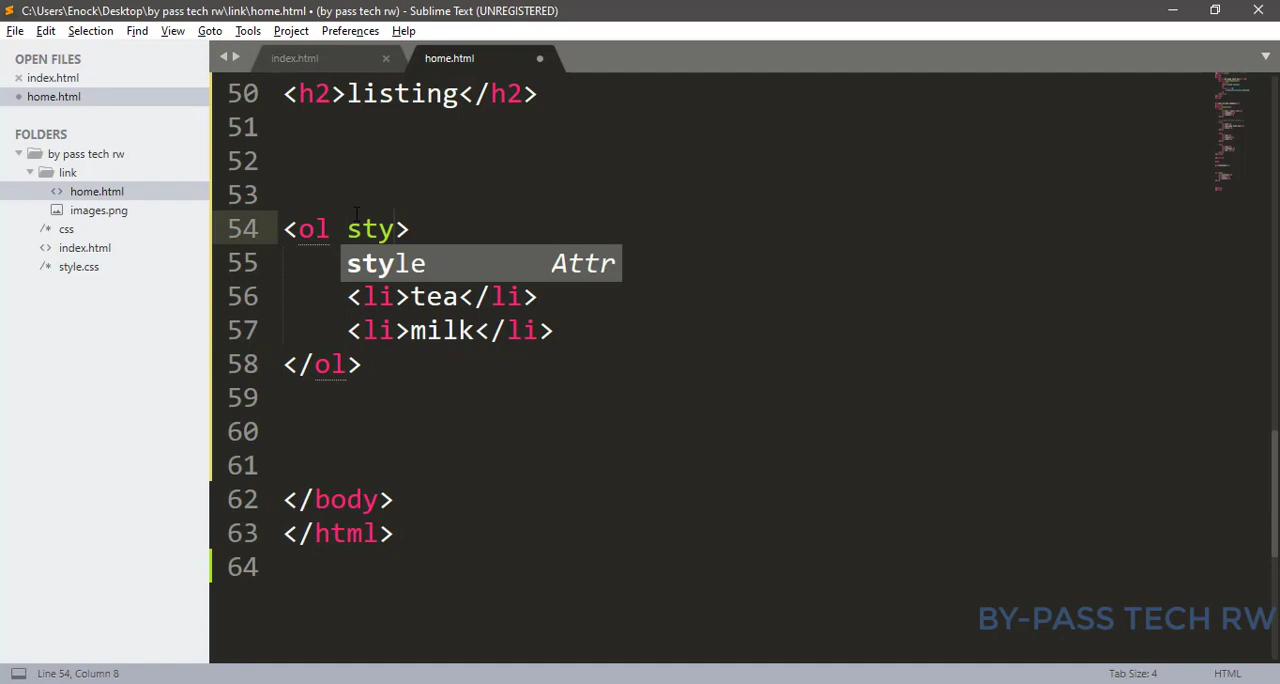 C:\Users\Enock\Desktop\by pass tech rw\link\home.html • (by pass tech rw) - Sublime Text (UNREGISTERED)
File Edit Selection Find View Goto Tools Project Preferences Help
OPEN FILES
index.html
home.html
FOLDERS
by pass tech rw
link
home.html
images.png
css
index.html
style.css
index.html
home.html
50 <h2>listing</h2>
51
52
53
54 <ol sty>
style Attr
55
56 <li>tea</li>
57 <li>milk</li>
58 </ol>
59
60
61
62 </body>
63 </html>
64
BY-PASS TECH RW
Line 54, Column 8
Tab Size: 4
HTML